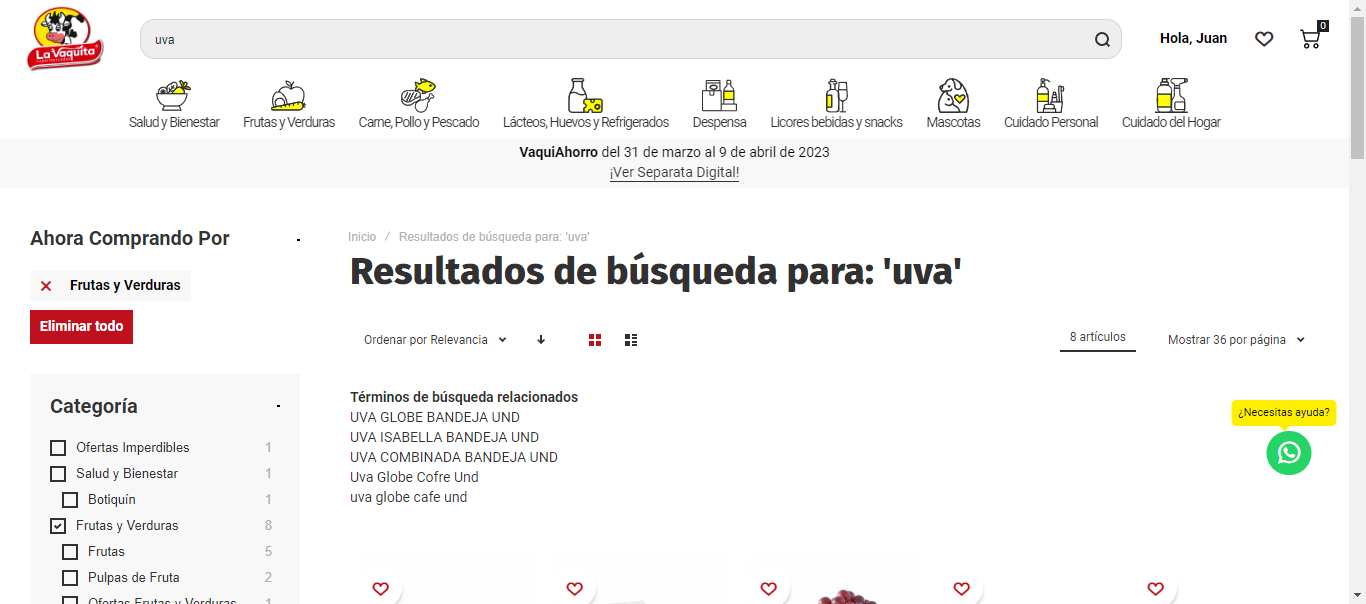 La Vaquita
uva
Hola, Juan
0
Salud y Bienestar
Frutas y Verduras
Carne, Pollo y Pescado
Lácteos, Huevos y Refrigerados
Despensa
Licores bebidas y snacks
Mascotas
Cuidado Personal
Cuidado del Hogar
VaquiAhorro del 31 de marzo al 9 de abril de 2023
¡Ver Separata Digital!
Ahora Comprando Por
Frutas y Verduras
Eliminar todo
Categoría
Ofertas Imperdibles 1
Salud y Bienestar 1
Botiquín 1
Frutas y Verduras 8
Frutas 5
Pulpas de Fruta 2
Ofertas Frutas y Verduras 1
Inicio / Resultados de búsqueda para: 'uva'
Resultados de búsqueda para: 'uva'
Ordenar por Relevancia
8 artículos
Mostrar 36 por página
Términos de búsqueda relacionados
UVA GLOBE BANDEJA UND
UVA ISABELLA BANDEJA UND
UVA COMBINADA BANDEJA UND
Uva Globe Cofre Und
uva globe cafe und
¿Necesitas ayuda?